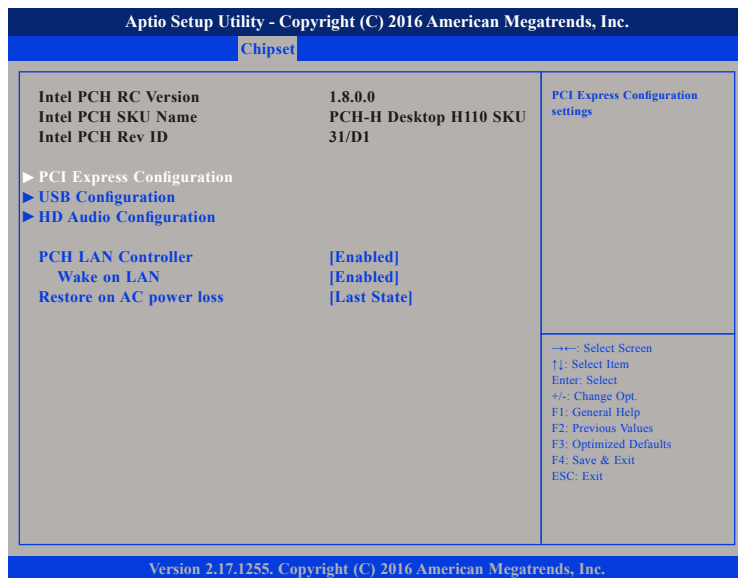 Aptio Setup Utility - Copyright (C) 2016 American Megatrends, Inc.
Chipset
Intel PCH RC Version 1.8.0.0
Intel PCH SKU Name PCH-H Desktop H110 SKU
Intel PCH Rev ID 31/D1
▶ PCI Express Configuration
▶ USB Configuration
▶ HD Audio Configuration
PCH LAN Controller [Enabled]
Wake on LAN [Enabled]
Restore on AC power loss [Last State]
PCI Express Configuration
settings
→←: Select Screen
↑↓: Select Item
Enter: Select
+/-: Change Opt.
F1: General Help
F2: Previous Values
F3: Optimized Defaults
F4: Save & Exit
ESC: Exit
Version 2.17.1255. Copyright (C) 2016 American Megatrends, Inc.